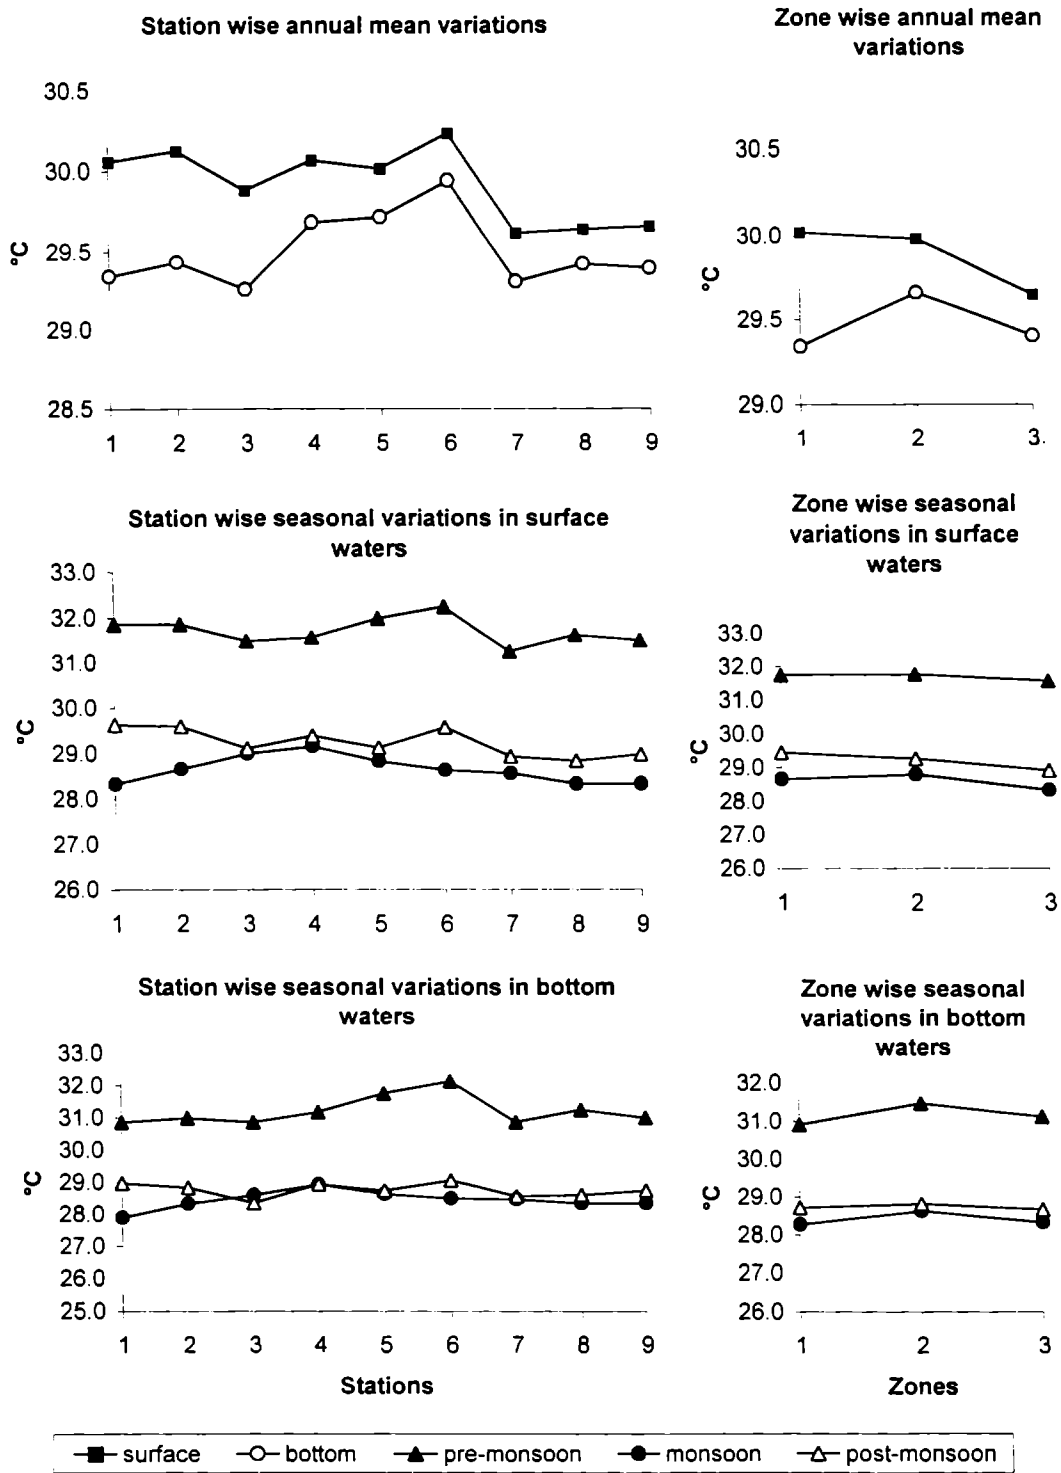 Station wise annual mean variations
30.5
30.0
29.5
29.0
28.5
°C
1 2 3 4 5 6 7 8 9
Zone wise annual mean
variations
30.5
30.0
29.5
29.0
°C
1 2 3.
Station wise seasonal variations in surface
waters
33.0
32.0
31.0
30.0
29.0
28.0
27.0
26.0
°C
1 2 3 4 5 6 7 8 9
Zone wise seasonal
variations in surface
waters
33.0
32.0
31.0
30.0
29.0
28.0
27.0
26.0
°C
1 2 3
Station wise seasonal variations in bottom
waters
33.0
32.0
31.0
30.0
29.0
28.0
27.0
26.0
25.0
°C
1 2 3 4 5 6 7 8 9
Stations
Zone wise seasonal
variations in bottom
waters
32.0
31.0
30.0
29.0
28.0
27.0
26.0
°C
1 2 3
Zones
surface bottom pre-monsoon monsoon post-monsoon